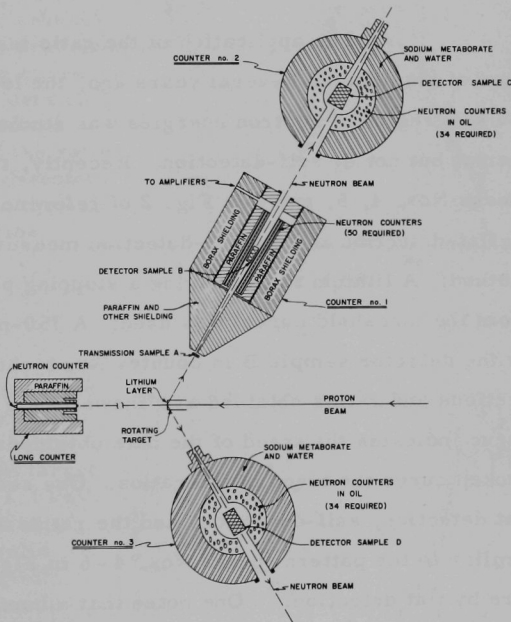 COUNTER no. 2
SODIUM METABORATE
AND WATER
DETECTOR SAMPLE C
NEUTRON COUNTERS
IN OIL
(34 REQUIRED)
NEUTRON BEAM
TO AMPLIFIERS
BORAX SHIELDING
PARAFFIN
NEUTRON COUNTERS
(50 REQUIRED)
DETECTOR SAMPLE B
PARAFFIN
BORAX SHIELDING
PARAFFIN AND
OTHER SHIELDING
COUNTER no. 1
TRANSMISSION SAMPLE A
NEUTRON COUNTER
PARAFFIN
LITHIUM
LAYER
PROTON
BEAM
ROTATING
TARGET
LONG COUNTER
SODIUM METABORATE
AND WATER
NEUTRON COUNTERS
IN OIL
(34 REQUIRED)
DETECTOR SAMPLE D
COUNTER no. 3
NEUTRON BEAM